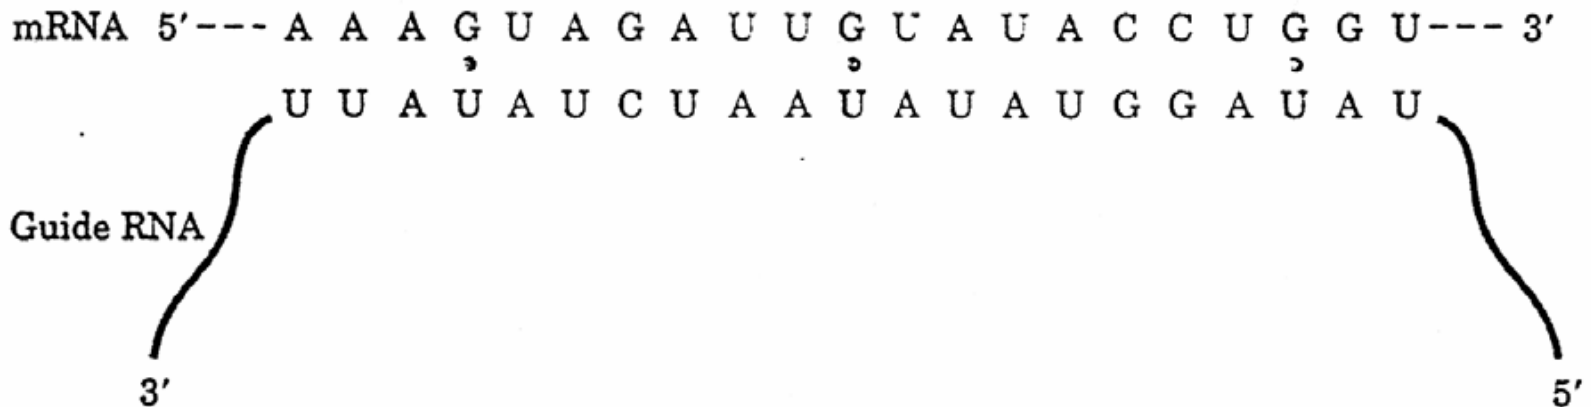 mRNA 5'--- A A A G U A G A U U G U A U A C C U G G U --- 3'
U U A U A U C U A A U A U A U G G A U A U
Guide RNA
3' 5'